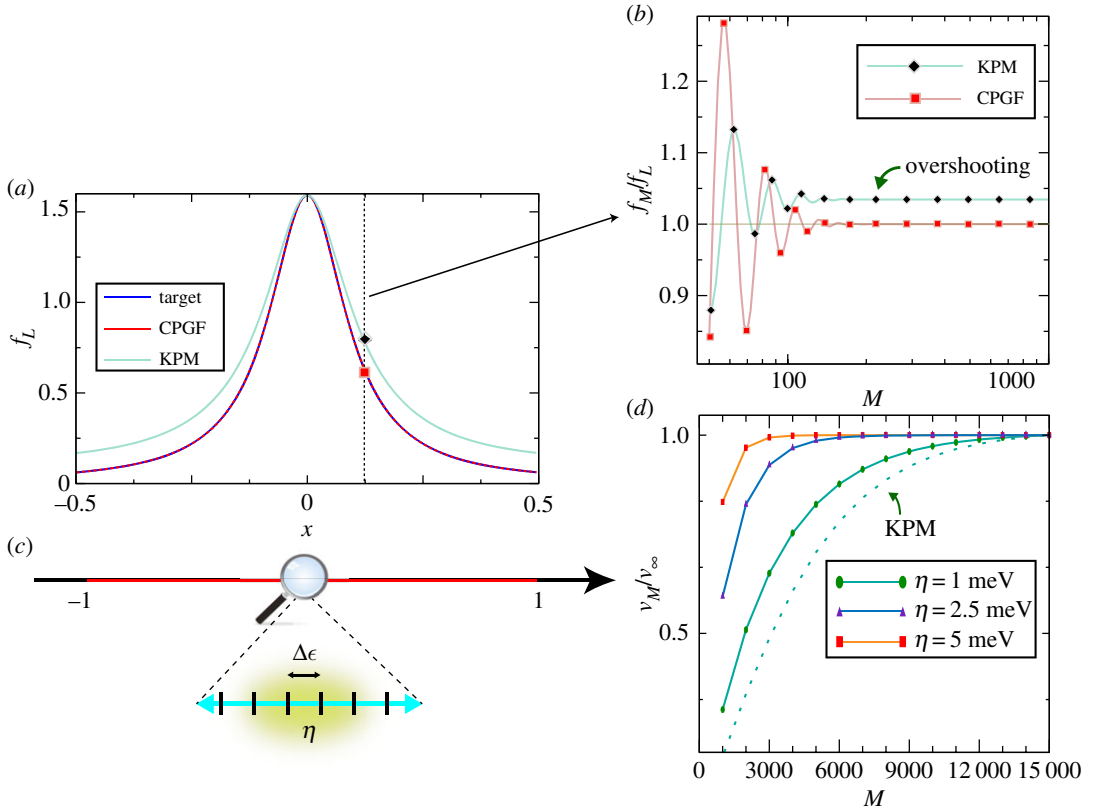 (a)
1.5
1.0
0.5
0
f_L
target
CPGF
KPM
−0.5
0
0.5
x
(b)
1.2
1.1
1.0
0.9
f_M/f_L
KPM
CPGF
overshooting
100
1000
M
(c)
−1
1
Δϵ
η
(d)
1.0
0.5
v_M/v_∞
KPM
η = 1 meV
η = 2.5 meV
η = 5 meV
0
3000
6000
9000
12 000
15 000
M